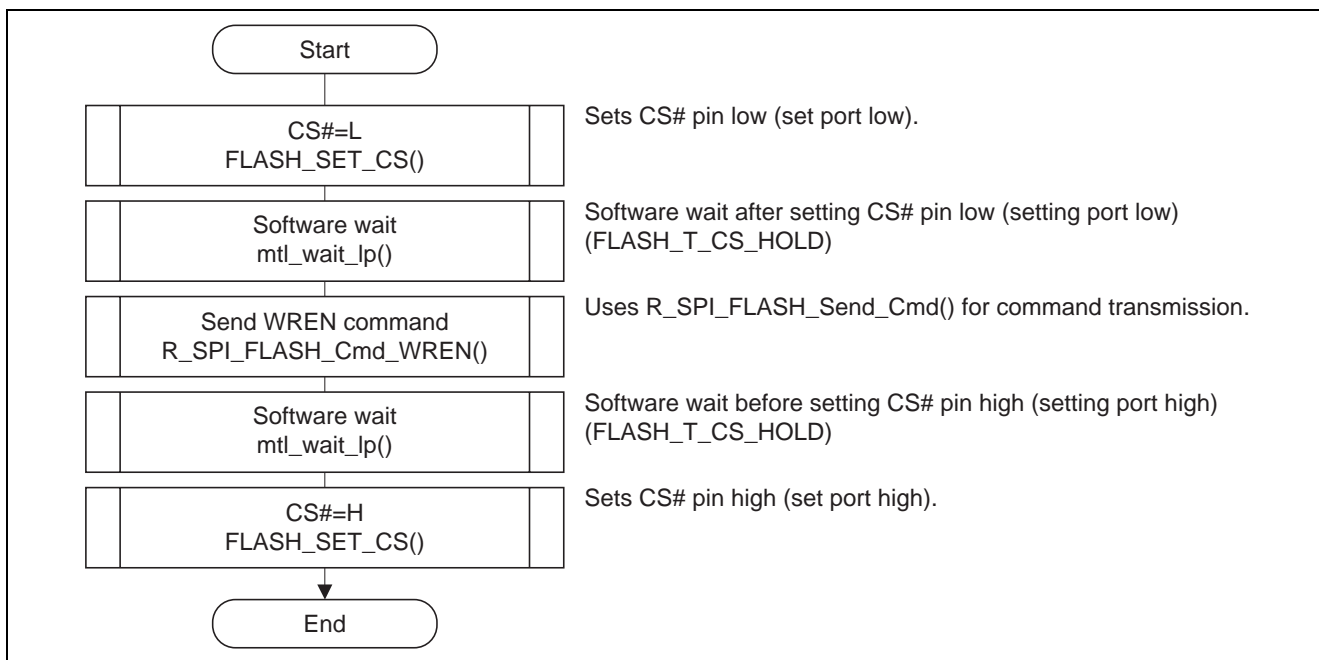 Start
CS#=L
FLASH_SET_CS()
Sets CS# pin low (set port low).
Software wait
mtl_wait_lp()
Software wait after setting CS# pin low (setting port low)
(FLASH_T_CS_HOLD)
Send WREN command
R_SPI_FLASH_Cmd_WREN()
Uses R_SPI_FLASH_Send_Cmd() for command transmission.
Software wait
mtl_wait_lp()
Software wait before setting CS# pin high (setting port high)
(FLASH_T_CS_HOLD)
CS#=H
FLASH_SET_CS()
Sets CS# pin high (set port high).
End